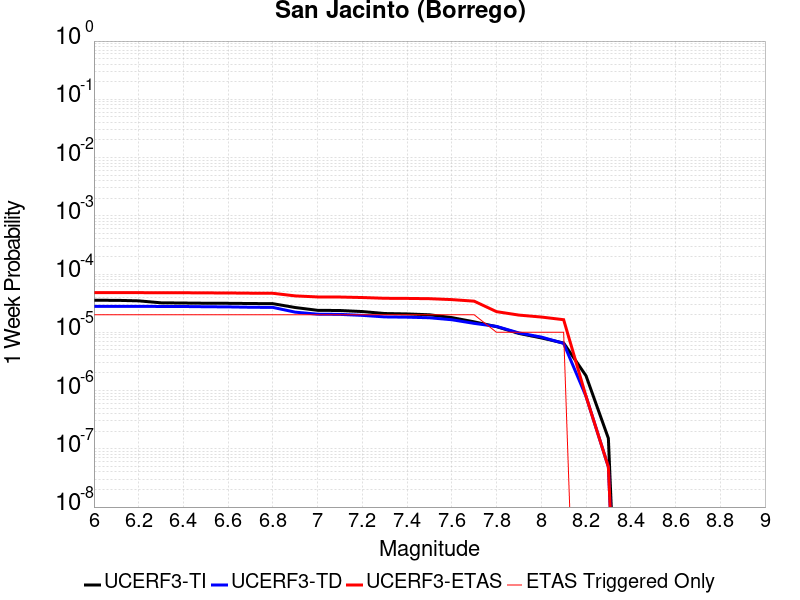 San Jacinto (Borrego)
10^0
10^-1
10^-2
10^-3
10^-4
10^-5
10^-6
10^-7
10^-8
1 Week Probability
6 6.2 6.4 6.6 6.8 7 7.2 7.4 7.6 7.8 8 8.2 8.4 8.6 8.8 9
Magnitude
UCERF3-TI UCERF3-TD UCERF3-ETAS ETAS Triggered Only